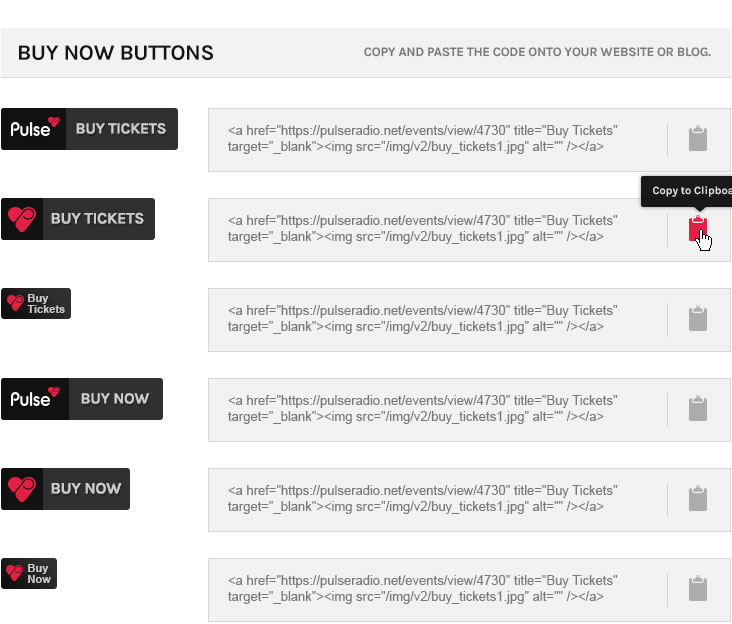 BUY NOW BUTTONS
COPY AND PASTE THE CODE ONTO YOUR WEBSITE OR BLOG.
Pulse BUY TICKETS
<a href="https://pulseradio.net/events/view/4730" title="Buy Tickets"
target="_blank"><img src="/img/v2/buy_tickets1.jpg" alt="" /></a>
Copy to Clipboa
BUY TICKETS
<a href="https://pulseradio.net/events/view/4730" title="Buy Tickets"
target="_blank"><img src="/img/v2/buy_tickets1.jpg" alt="" /></a>
Buy
Tickets
<a href="https://pulseradio.net/events/view/4730" title="Buy Tickets"
target="_blank"><img src="/img/v2/buy_tickets1.jpg" alt="" /></a>
Pulse BUY NOW
<a href="https://pulseradio.net/events/view/4730" title="Buy Tickets"
target="_blank"><img src="/img/v2/buy_tickets1.jpg" alt="" /></a>
BUY NOW
<a href="https://pulseradio.net/events/view/4730" title="Buy Tickets"
target="_blank"><img src="/img/v2/buy_tickets1.jpg" alt="" /></a>
Buy
Now
<a href="https://pulseradio.net/events/view/4730" title="Buy Tickets"
target="_blank"><img src="/img/v2/buy_tickets1.jpg" alt="" /></a>